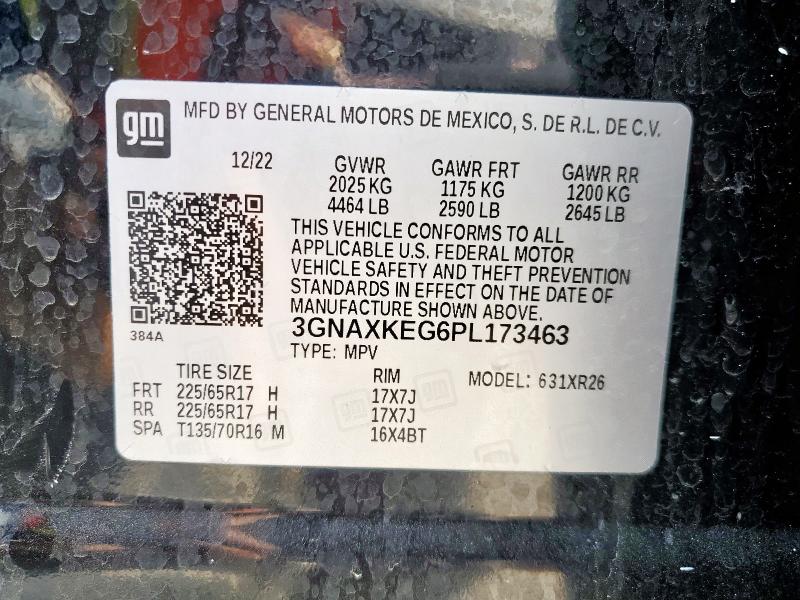 gm
MFD BY GENERAL MOTORS DE MEXICO, S. DE R.L. DE C.V.
12/22 GVWR GAWR FRT GAWR RR
2025 KG 1175 KG 1200 KG
4464 LB 2590 LB 2645 LB
THIS VEHICLE CONFORMS TO ALL
APPLICABLE U.S. FEDERAL MOTOR
VEHICLE SAFETY AND THEFT PREVENTION
STANDARDS IN EFFECT ON THE DATE OF
MANUFACTURE SHOWN ABOVE.
3GNAXKEG6PL173463
384A
TYPE: MPV
TIRE SIZE RIM MODEL: 631XR26
FRT 225/65R17 H 17X7J
RR 225/65R17 H 17X7J
SPA T135/70R16 M 16X4BT